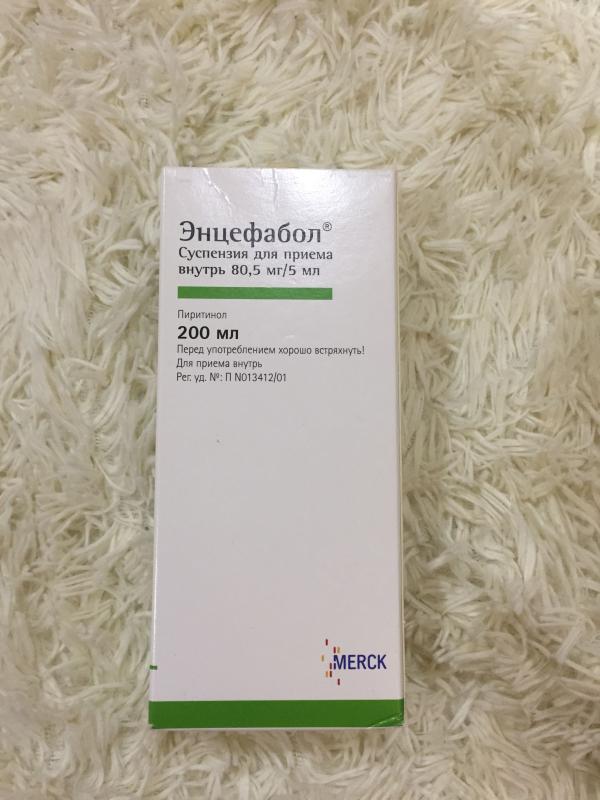 Энцефабол®
Суспензия для приема
внутрь 80,5 мг/5 мл
Пиритинол
200 мл
Перед употреблением хорошо встряхнуть!
Для приема внутрь
Рег. уд. №: П N013412/01
MERCK